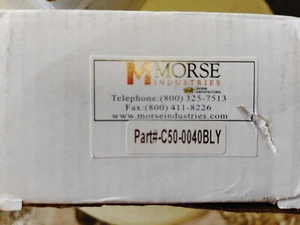 MORSE
INDUSTRIES
Telephone:(800) 325-7513
Fax:(800) 411-8226
www.morseindustries.com
Part#-C50-0040BLY